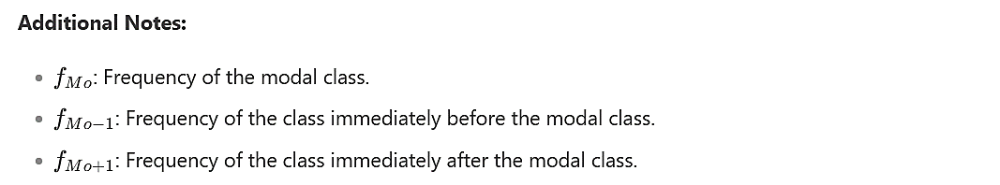 Additional Notes:
• f_{Mo}: Frequency of the modal class.
• f_{Mo−1}: Frequency of the class immediately before the modal class.
• f_{Mo+1}: Frequency of the class immediately after the modal class.